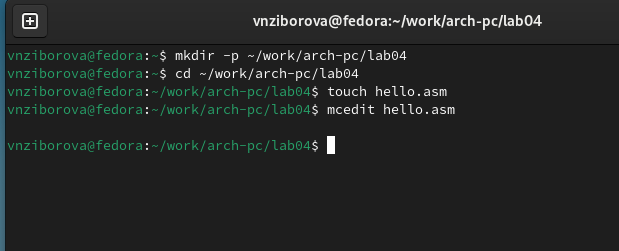 vnziborova@fedora:~/work/arch-pc/lab04
vnziborova@fedora:~$ mkdir -p ~/work/arch-pc/lab04
vnziborova@fedora:~$ cd ~/work/arch-pc/lab04
vnziborova@fedora:~/work/arch-pc/lab04$ touch hello.asm
vnziborova@fedora:~/work/arch-pc/lab04$ mcedit hello.asm
vnziborova@fedora:~/work/arch-pc/lab04$